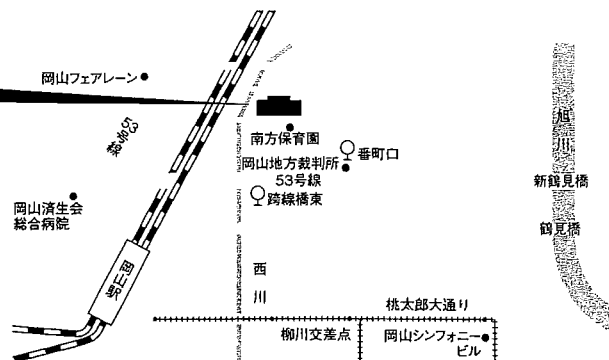 岡山フェアレーン
53号線
南方保育園
番町口
岡山地方裁判所
53号線
跨線橋東
岡山済生会
総合病院
旭川
新鶴見橋
鶴見橋
岡山駅
西川
桃太郎大通り
柳川交差点
岡山シンフォニー
ビル